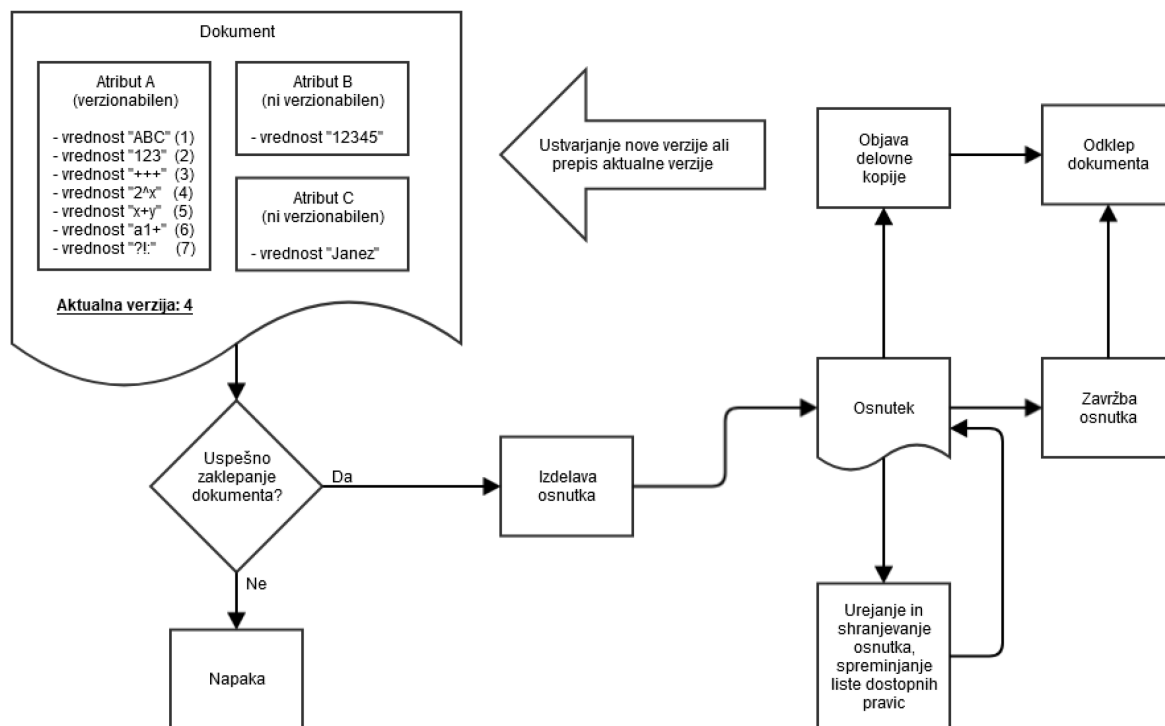 Dokument
Atribut A
(verzionabilen)
- vrednost "ABC" (1)
- vrednost "123" (2)
- vrednost "+++" (3)
- vrednost "2^x" (4)
- vrednost "x+y" (5)
- vrednost "a1+" (6)
- vrednost "?!:" (7)
Atribut B
(ni verzionabilen)
- vrednost "12345"
Atribut C
(ni verzionabilen)
- vrednost "Janez"
Aktualna verzija: 4
Ustvarjanje nove verzije ali
prepis aktualne verzije
Objava
delovne
kopije
Odklep
dokumenta
Uspešno
zaklepanje
dokumenta?
Da
Ne
Napaka
Izdelava
osnutka
Osnutek
Zavržba
osnutka
Urejanje in
shranjevanje
osnutka,
spreminjanje
liste dostopnih
pravic